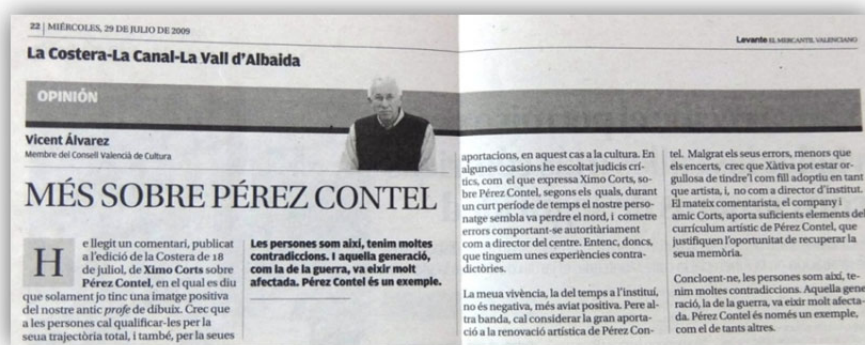 22 | MIÉRCOLES, 29 DE JULIO DE 2009
Levante EL MERCANTIL VALENCIANO
La Costera-La Canal-La Vall d'Albaida
OPINIÓN
Vicent Álvarez
Membre del Consell Valencià de Cultura
MÉS SOBRE PÉREZ CONTEL
He llegit un comentari, publicat
a l'edició de la Costera de 18
de juliol, de Ximo Corts sobre
Pérez Contel, en el qual es diu
que solament jo tinc una imatge positiva
del nostre antic profe de dibuix. Crec que
a les persones cal qualificar-les per la
seua trajectòria total, i també, per la seues
Les persones som així, tenim moltes
contradiccions. I aquella generació,
com la de la guerra, va eixir molt
afectada. Pérez Contel és un exemple.
aportacions, en aquest cas a la cultura. En
algunes ocasions he escoltat judicis crí-
tics, com el que expressa Ximo Corts, so-
bre Pérez Contel, segons els quals, durant
un curt període de temps el nostre perso-
natge sembla va perdre el nord, i cometre
errors comportant-se autoritàriament
com a director del centre. Entenc, doncs,
que tinguem unes experiències contra-
dictòries.
La meua vivència, la del temps a l'institut,
no és negativa, més aviat positiva. Pere al-
tra banda, cal considerar la gran aporta-
ció a la renovació artística de Pérez Con-
tel. Malgrat els seus errors, menors que
els encerts, crec que Xàtiva pot estar or-
gullosa de tindre'l com fill adoptiu en tant
que artista, i, no com a director d'institut.
El mateix comentarista, el company i
amic Corts, aporta suficients elements del
currículum artístic de Pérez Contel, que
justifiquen l'oportunitat de recuperar la
seua memòria.
Concloent-ne, les persones som així, te-
nim moltes contradiccions. Aquella gene-
ració, la de la guerra, va eixir molt afecta-
da. Pérez Contel és només un exemple,
com el de tants altres.